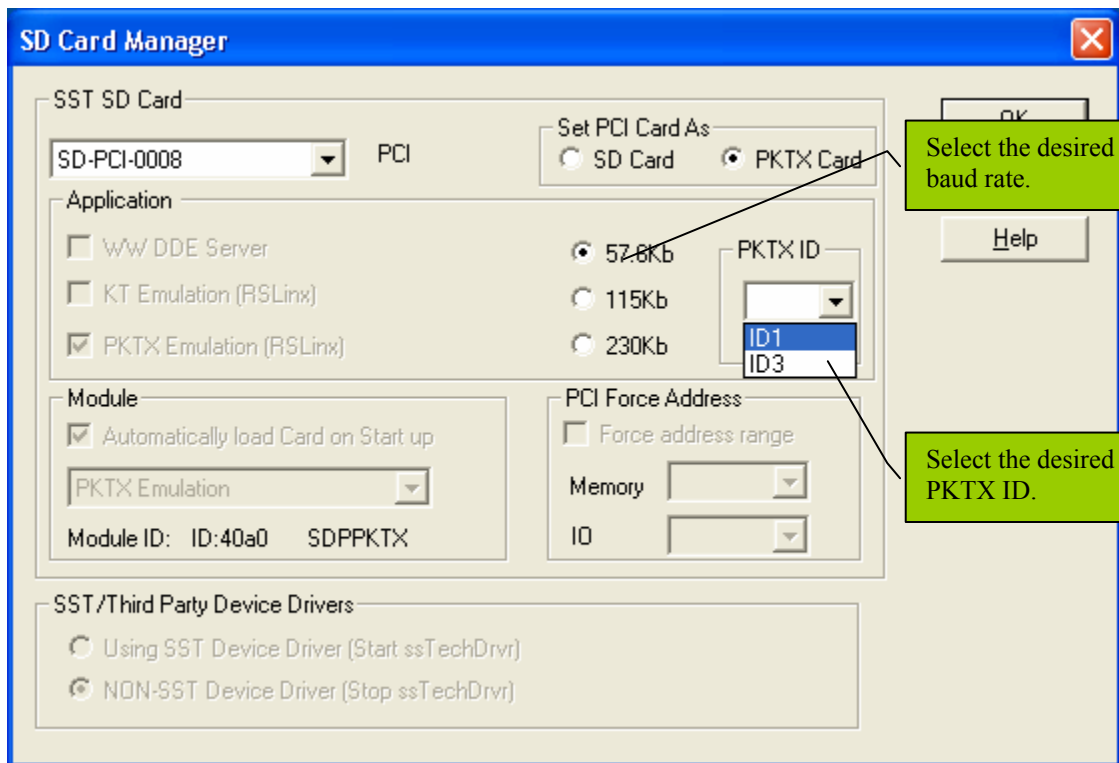 SD Card Manager
SST SD Card
SD-PCI-0008
PCI
Set PCI Card As
SD Card
PKTX Card
OK
Select the desired
baud rate.
Help
Application
WW DDE Server
KT Emulation (RSLinx)
PKTX Emulation (RSLinx)
57.6Kb
115Kb
230Kb
PKTX ID
ID1
ID3
Module
Automatically load Card on Start up
PKTX Emulation
Module ID: ID:40a0 SDPPKTX
PCI Force Address
Force address range
Memory
IO
Select the desired
PKTX ID.
SST/Third Party Device Drivers
Using SST Device Driver (Start ssTechDrvr)
NON-SST Device Driver (Stop ssTechDrvr)